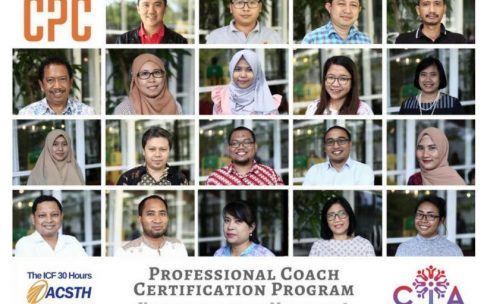 CPC
The ICF 30 Hours
ACSTH
PROFESSIONAL COACH
CERTIFICATION PROGRAM